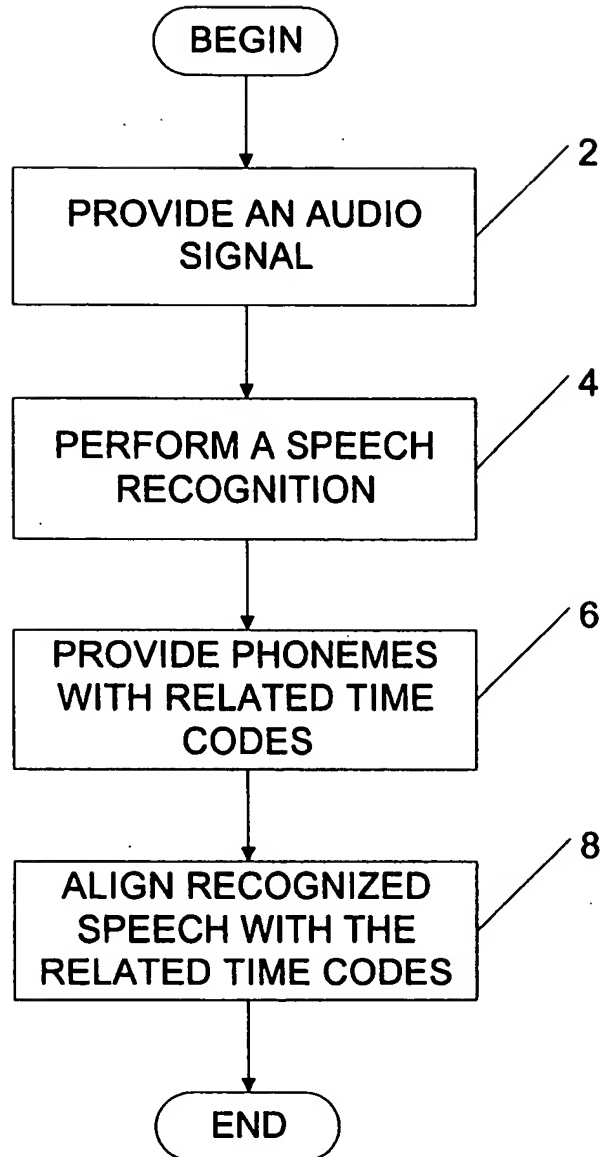 BEGIN
2
PROVIDE AN AUDIO
SIGNAL
4
PERFORM A SPEECH
RECOGNITION
6
PROVIDE PHONEMES
WITH RELATED TIME
CODES
8
ALIGN RECOGNIZED
SPEECH WITH THE
RELATED TIME CODES
END